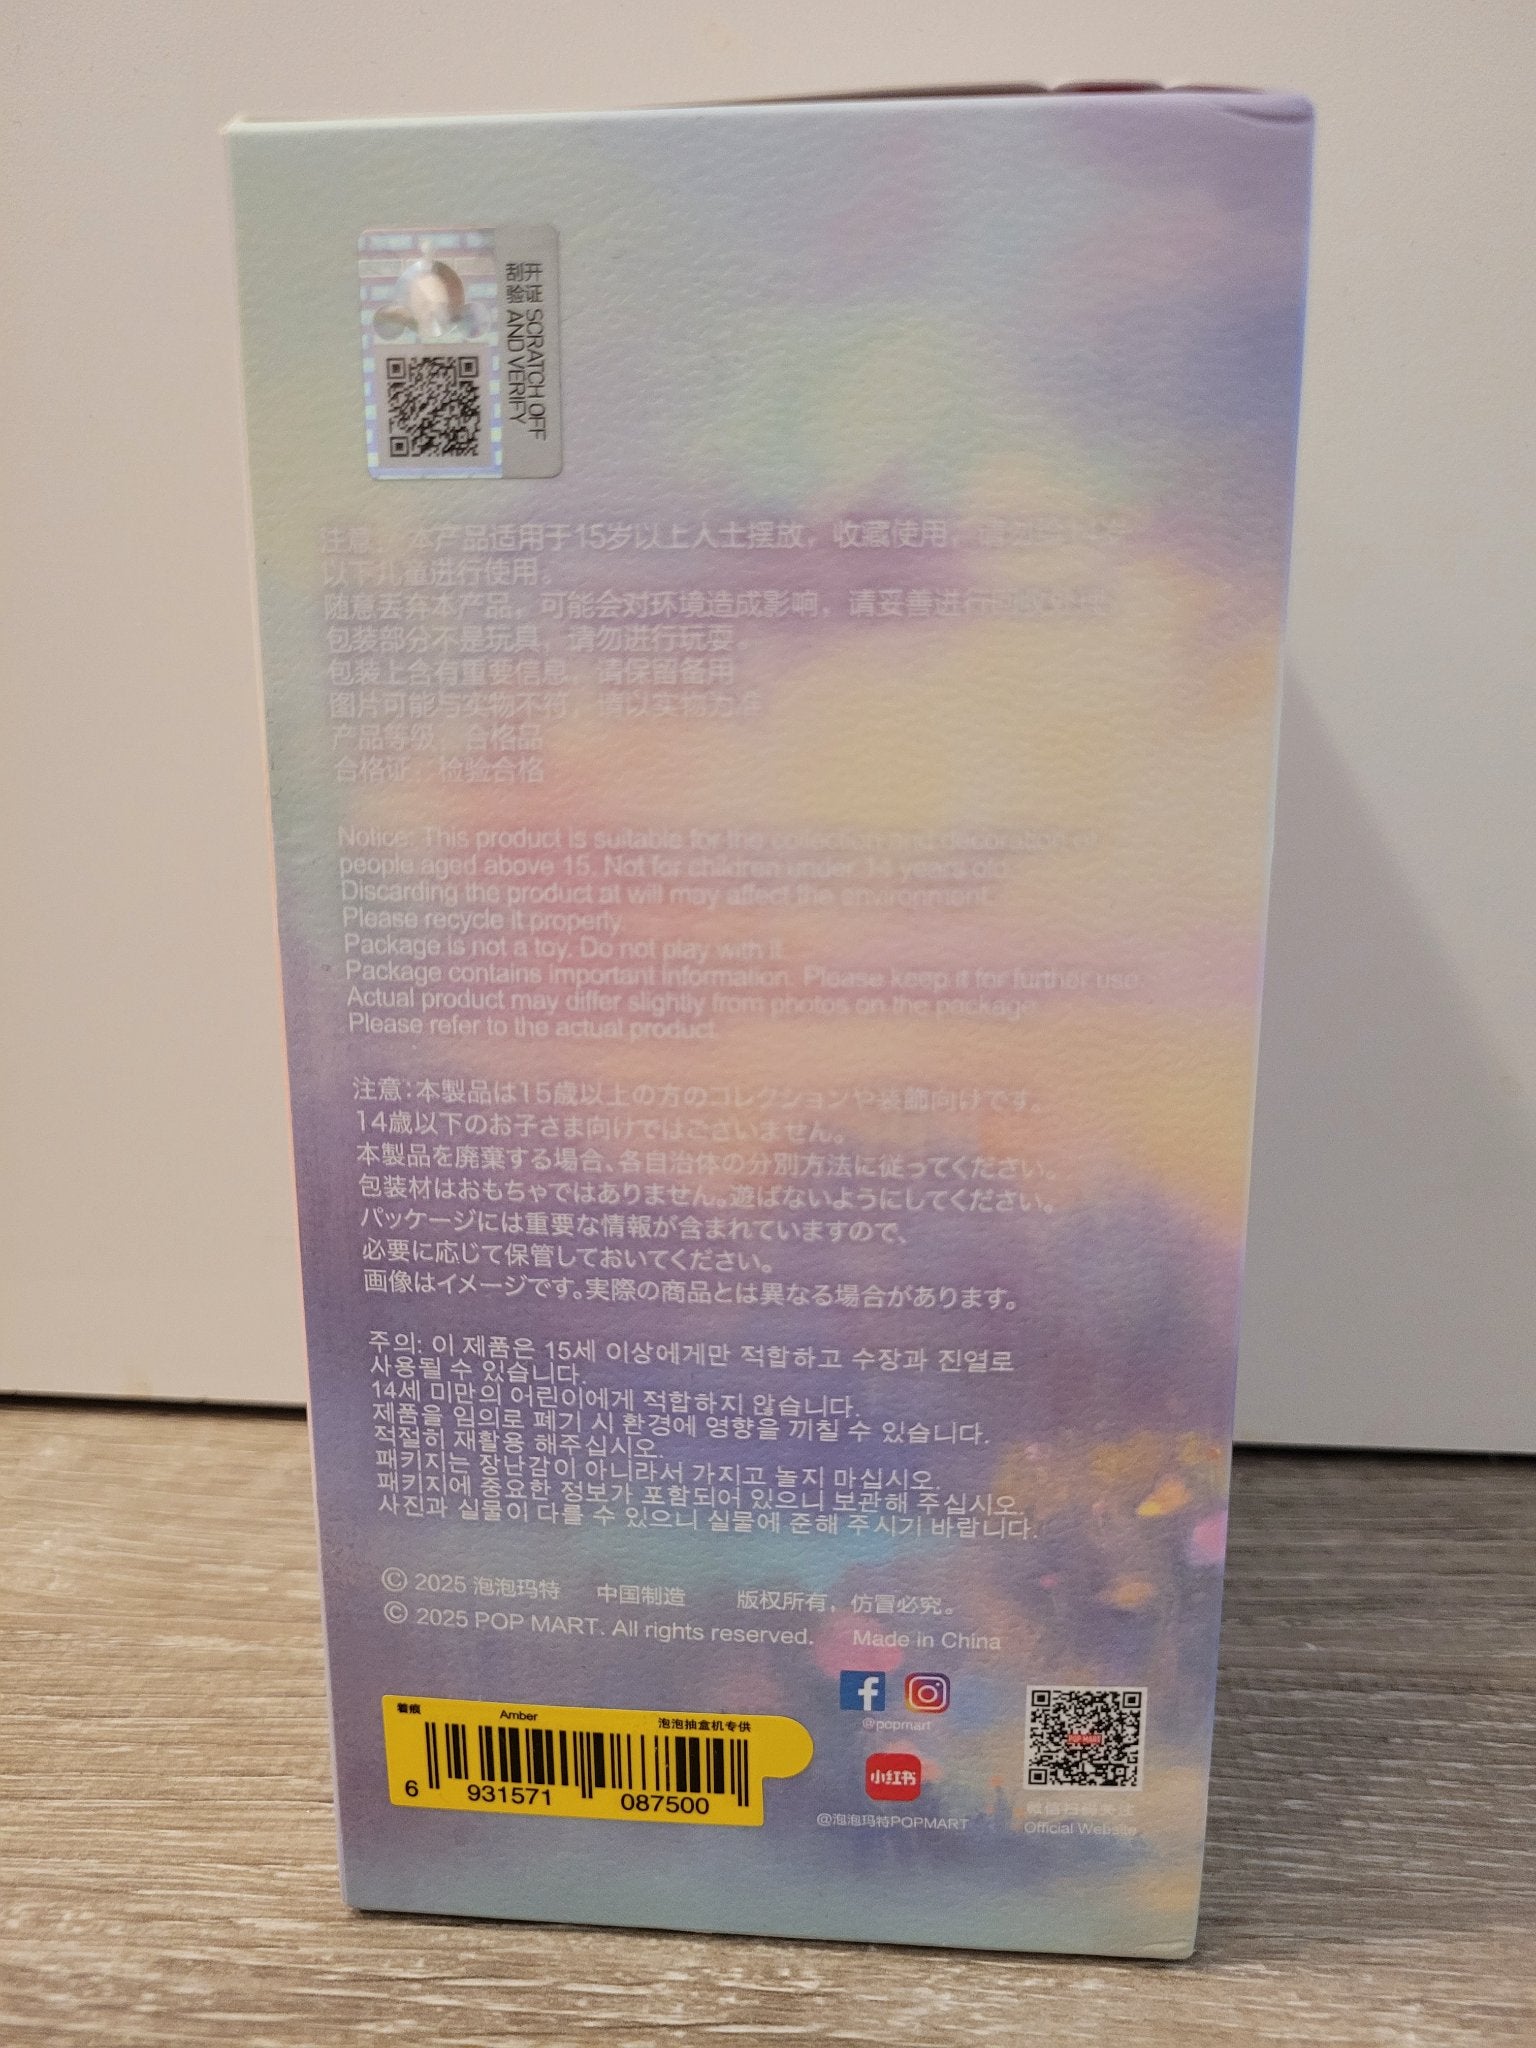 刮开
验证
SCRATCH OFF
AND VERIFY
注意：本产品适用于15岁以上人士摆放，收藏使用，请勿给14岁
以下儿童进行使用。
随意丢弃本产品，可能会对环境造成影响，请妥善进行回收处理
包装部分不是玩具，请勿进行玩耍。
包装上含有重要信息，请保留备用
图片可能与实物不符，请以实物为准
产品等级：合格品
合格证：检验合格
Notice: This product is suitable for the collection and decoration of
people aged above 15. Not for children under 14 years old.
Discarding the product at will may affect the environment.
Please recycle it properly.
Package is not a toy. Do not play with it.
Package contains important information. Please keep it for further use.
Actual product may differ slightly from photos on the package.
Please refer to the actual product.
注意：本製品は15歳以上の方のコレクションや装飾向けです。
14歳以下のお子さま向けではございません。
本製品を廃棄する場合、各自治体の分別方法に従ってください。
包装材はおもちゃではありません。遊ばないようにしてください。
パッケージには重要な情報が含まれていますので、
必要に応じて保管しておいてください。
画像はイメージです。実際の商品とは異なる場合があります。
주의: 이 제품은 15세 이상에게만 적합하고 수장과 진열로
사용될 수 있습니다.
14세 미만의 어린이에게 적합하지 않습니다.
제품을 임의로 폐기 시 환경에 영향을 끼칠 수 있습니다.
적절히 재활용 해주십시오.
패키지는 장난감이 아니라서 가지고 놀지 마십시오.
패키지에 중요한 정보가 포함되어 있으니 보관해 주십시오.
사진과 실물이 다를 수 있으니 실물에 준해 주시기 바랍니다.
© 2025 泡泡玛特 中国制造 版权所有，仿冒必究。
© 2025 POP MART. All rights reserved. Made in China
着痕 Amber 泡泡抽盒机专供
6 931571 087500
@popmart
小红书
@泡泡玛特POPMART
POP MART
Official Website